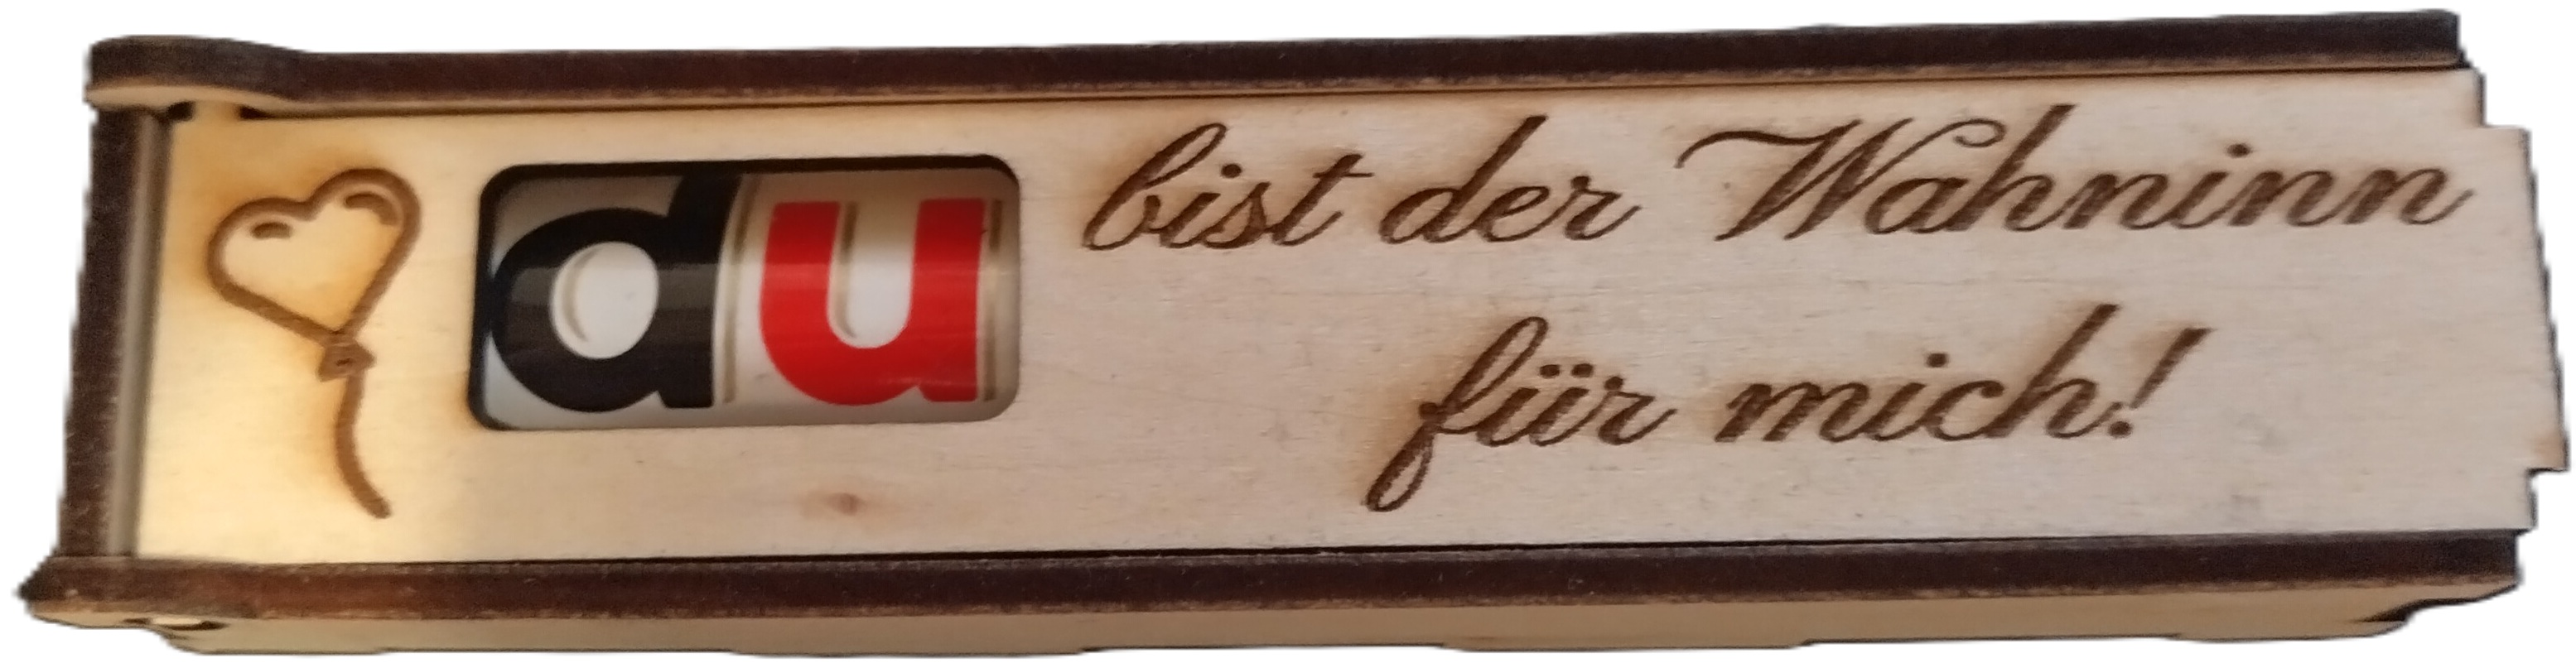 du bist der Wahninn
für mich!